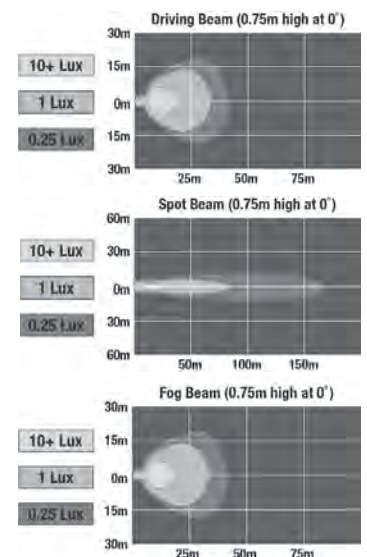 Driving Beam (0.75m high at 0˚)
30m
10+ Lux
15m
1 Lux
0m
0.25 Lux
15m
30m
25m 50m 75m
Spot Beam (0.75m high at 0˚)
60m
10+ Lux
30m
1 Lux
0m
0.25 Lux
30m
60m
50m 100m 150m
Fog Beam (0.75m high at 0˚)
30m
10+ Lux
15m
1 Lux
0m
0.25 Lux
15m
30m
25m 50m 75m